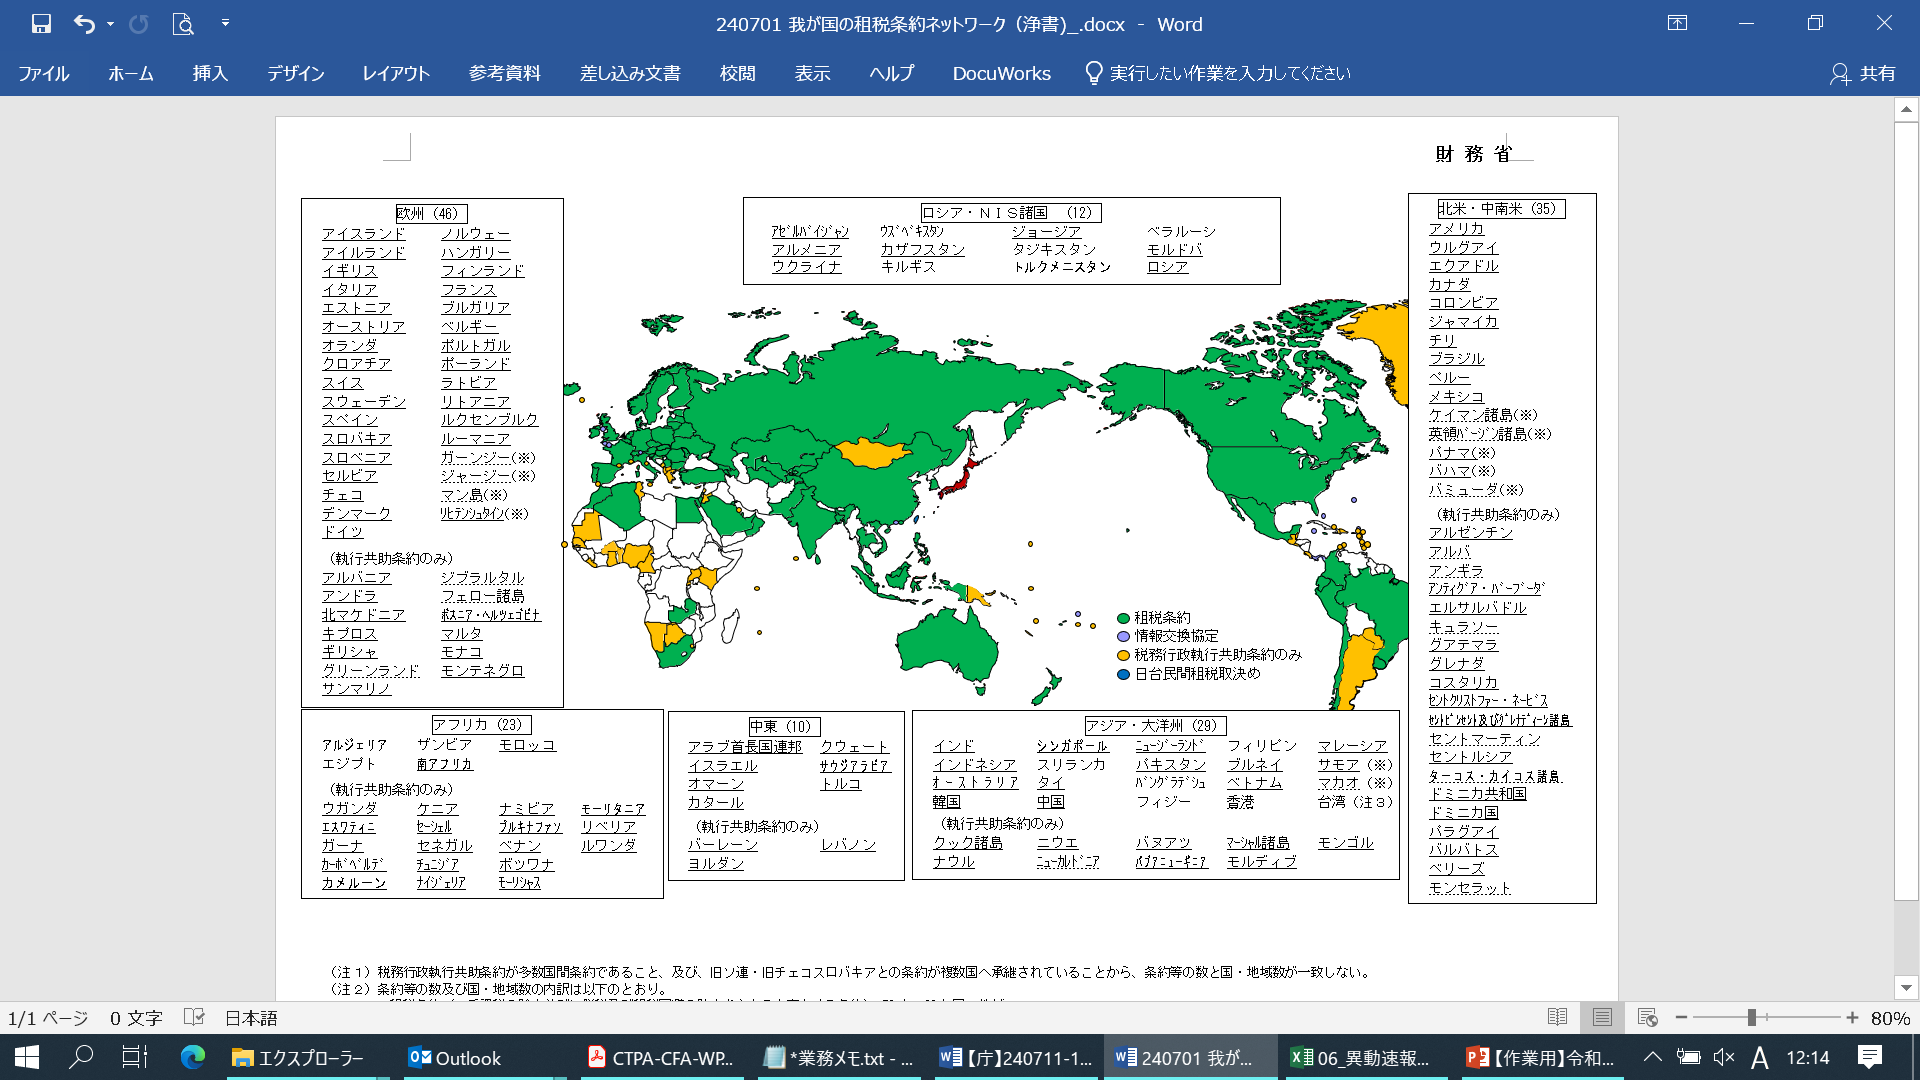 240701 我が国の租税条約ネットワーク（浄書)_.docx - Word
ファイル ホーム 挿入 デザイン レイアウト 参考資料 差し込み文書 校閲 表示 ヘルプ DocuWorks 実行したい作業を入力してください 共有
財 務 省
欧州（46）
アイスランド ノルウェー
アイルランド ハンガリー
イギリス フィンランド
イタリア フランス
エストニア ブルガリア
オーストリア ベルギー
オランダ ポルトガル
クロアチア ポーランド
スイス ラトビア
スウェーデン リトアニア
スペイン ルクセンブルク
スロバキア ルーマニア
スロベニア ガーンジー(※)
セルビア ジャージー(※)
チェコ マン島(※)
デンマーク ﾘﾋﾃﾝｼｭﾀｲﾝ(※)
ドイツ
（執行共助条約のみ）
アルバニア ジブラルタル
アンドラ フェロー諸島
北マケドニア ﾎﾞｽﾆｱ･ﾍﾙﾂｪｺﾞﾋﾞﾅ
キプロス マルタ
ギリシャ モナコ
グリーンランド モンテネグロ
サンマリノ
ロシア・ＮＩＳ諸国 （12）
ｱｾﾞﾙﾊﾞｲｼﾞｬﾝ ｳｽﾞﾍﾞｷｽﾀﾝ ジョージア ベラルーシ
アルメニア カザフスタン タジキスタン モルドバ
ウクライナ キルギス トルクメニスタン ロシア
北米・中南米（35）
アメリカ
ウルグアイ
エクアドル
カナダ
コロンビア
ジャマイカ
チリ
ブラジル
ペルー
メキシコ
ケイマン諸島(※)
英領ﾊﾞｰｼﾞﾝ諸島(※)
パナマ(※)
バハマ(※)
バミューダ(※)
（執行共助条約のみ）
アルゼンチン
アルバ
アンギラ
ｱﾝﾃｨｸﾞｱ・ﾊﾞｰﾌﾞｰﾀﾞ
エルサルバドル
キュラソー
グアテマラ
グレナダ
コスタリカ
ｾﾝﾄｸﾘｽﾄﾌｧｰ・ﾈｰﾋﾞｽ
ｾﾝﾄﾋﾞﾝｾﾝﾄ及びｸﾞﾚﾅﾃﾞｨｰﾝ諸島
セントマーティン
セントルシア
ターコス・カイコス諸島
ドミニカ共和国
ドミニカ国
パラグアイ
バルバトス
ベリーズ
モンセラット
租税条約
情報交換協定
税務行政執行共助条約のみ
日台民間租税取決め
アフリカ（23）
アルジェリア ザンビア モロッコ
エジプト 南アフリカ
（執行共助条約のみ）
ウガンダ ケニア ナミビア モーリタニア
ｴｽﾜﾃｨﾆ ｾｰｼｪﾙ ﾌﾞﾙｷﾅﾌｧｿ リベリア
ガーナ セネガル ベナン ルワンダ
ｶｰﾎﾞﾍﾞﾙﾃﾞ ﾁｭﾆｼﾞｱ ボツワナ
カメルーン ﾅｲｼﾞｪﾘｱ ﾓｰﾘｼｬｽ
中東（10）
アラブ首長国連邦 クウェート
イスラエル ｻｳｼﾞｱﾗﾋﾞｱ
オマーン トルコ
カタール
（執行共助条約のみ）
バーレーン レバノン
ヨルダン
アジア・大洋州（29）
インド シンガポール ﾆｭｰｼﾞｰﾗﾝﾄﾞ フィリピン マレーシア
インドネシア スリランカ パキスタン ブルネイ サモア（※）
オーストラリア タイ ﾊﾞﾝｸﾞﾗﾃﾞｼｭ ベトナム マカオ（※）
韓国 中国 フィジー 香港 台湾（注３）
（執行共助条約のみ）
クック諸島 ニウエ バヌアツ ﾏｰｼｬﾙ諸島 モンゴル
ナウル ﾆｭｰｶﾚﾄﾞﾆｱ ﾊﾟﾌﾟｱﾆｭｰｷﾞﾆｱ モルディブ
（注１）税務行政執行共助条約が多数国間条約であること、及び、旧ソ連・旧チェコスロバキアとの条約が複数国へ承継されていることから、条約等の数と国・地域数が一致しない。
（注２）条約等の数及び国・地域数の内訳は以下のとおり。
1/1 ページ 0 文字 日本語 80%
エクスプローラー Outlook CTPA-CFA-WP... *業務メモ.txt - ... 【庁】240711-1... 240701 我が... 06_異動速報... 【作業用】令和... A 12:14